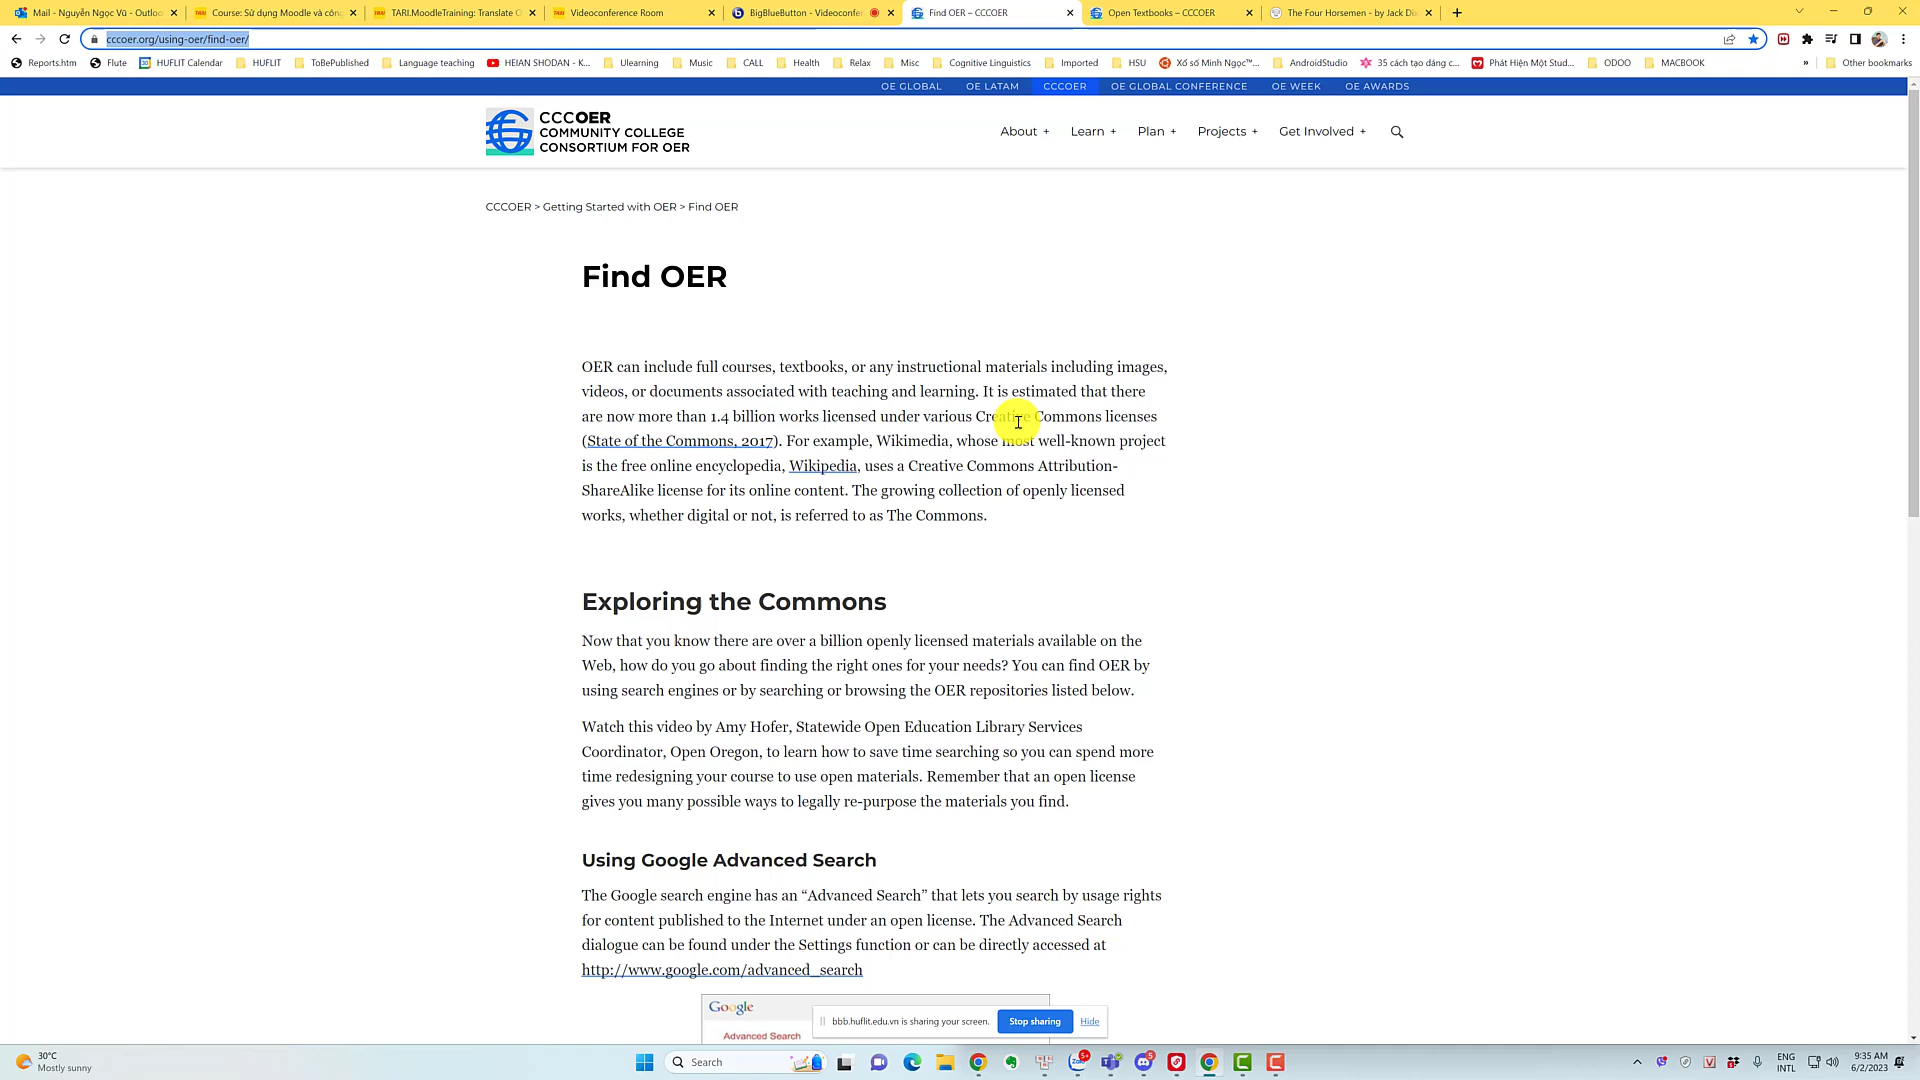 Mail - Nguyễn Ngọc Vũ - Outloo
Course: Sử dụng Moodle và công
TARI.MoodleTraining: Translate C
Videoconference Room
BigBlueButton - Videoconfe
Find OER – CCCOER
Open Textbooks – CCCOER
The Four Horsemen - by Jack Di
cccoer.org/using-oer/find-oer/
Reports.htm
Flute
HUFLIT Calendar
HUFLIT
ToBePublished
Language teaching
HEIAN SHODAN - K...
Ulearning
Music
CALL
Health
Relax
Misc
Cognitive Linguistics
Imported
HSU
Xổ số Minh Ngọc™...
AndroidStudio
35 cách tạo dáng c...
Phát Hiện Một Stud...
ODOO
MACBOOK
»
Other bookmarks
OE GLOBAL
OE LATAM
CCCOER
OE GLOBAL CONFERENCE
OE WEEK
OE AWARDS
CCCOER
COMMUNITY COLLEGE
CONSORTIUM FOR OER
About +
Learn +
Plan +
Projects +
Get Involved +
CCCOER > Getting Started with OER > Find OER
Find OER
OER can include full courses, textbooks, or any instructional materials including images,
videos, or documents associated with teaching and learning. It is estimated that there
are now more than 1.4 billion works licensed under various Creative Commons licenses
(State of the Commons, 2017). For example, Wikimedia, whose most well-known project
is the free online encyclopedia, Wikipedia, uses a Creative Commons Attribution-
ShareAlike license for its online content. The growing collection of openly licensed
works, whether digital or not, is referred to as The Commons.
Exploring the Commons
Now that you know there are over a billion openly licensed materials available on the
Web, how do you go about finding the right ones for your needs? You can find OER by
using search engines or by searching or browsing the OER repositories listed below.
Watch this video by Amy Hofer, Statewide Open Education Library Services
Coordinator, Open Oregon, to learn how to save time searching so you can spend more
time redesigning your course to use open materials. Remember that an open license
gives you many possible ways to legally re-purpose the materials you find.
Using Google Advanced Search
The Google search engine has an “Advanced Search” that lets you search by usage rights
for content published to the Internet under an open license. The Advanced Search
dialogue can be found under the Settings function or can be directly accessed at
http://www.google.com/advanced_search
Google
Advanced Search
bbb.huflit.edu.vn is sharing your screen.
Stop sharing
Hide
30°C
Mostly sunny
Search
5+
5
ENG
INTL
9:35 AM
6/2/2023